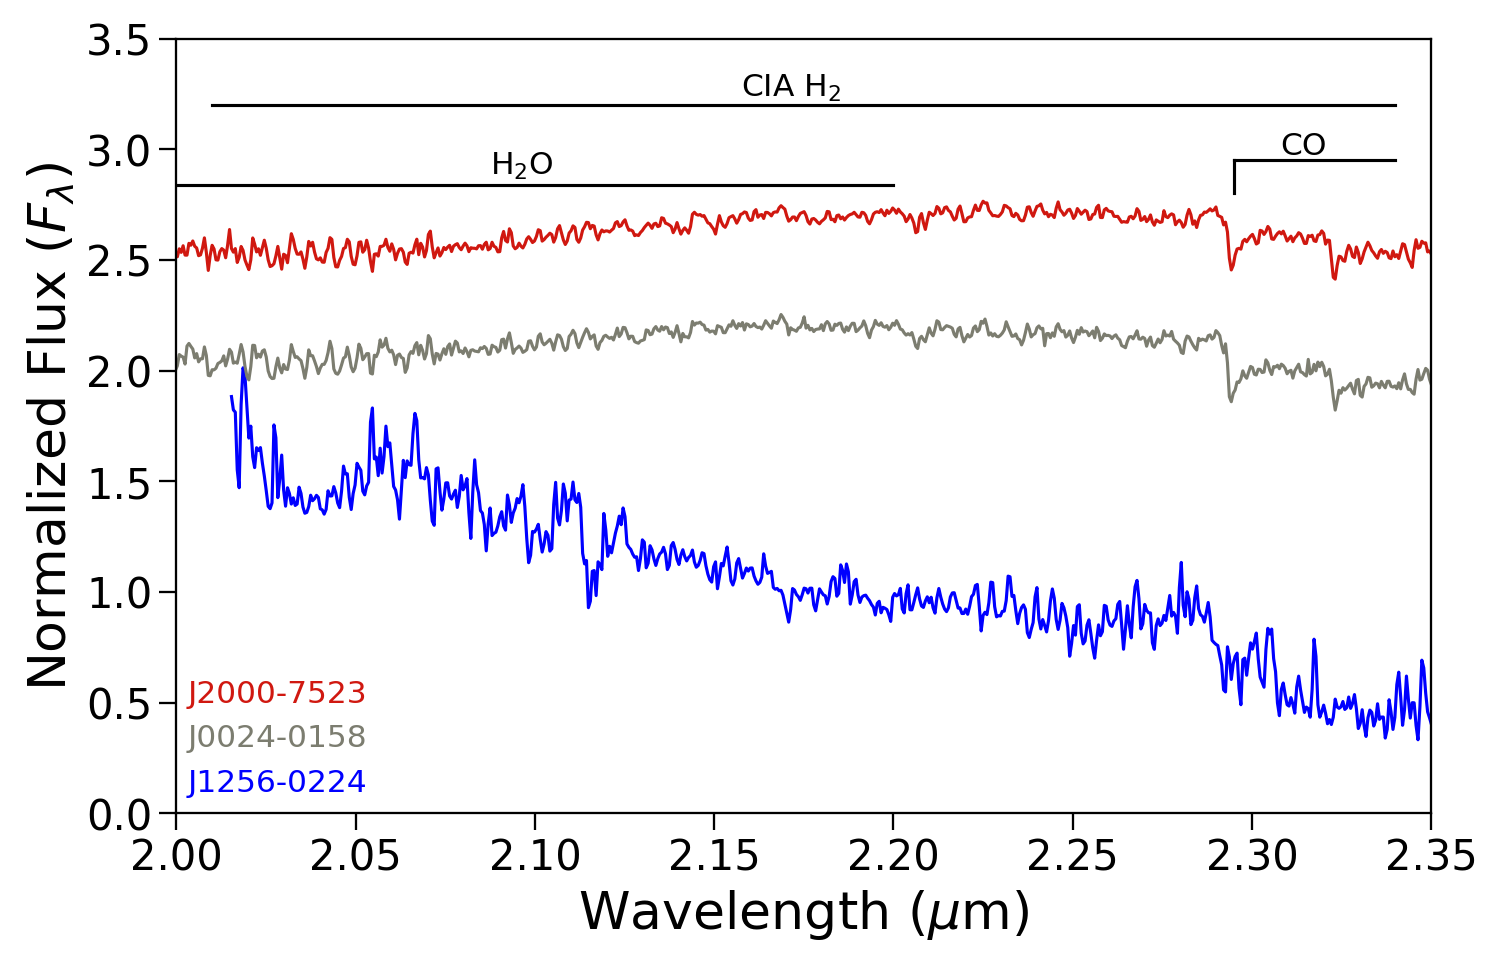 3.5
3.0
2.5
2.0
1.5
1.0
0.5
0.0
Normalized Flux (Fλ)
CIA H₂
H₂O
CO
J2000-7523
J0024-0158
J1256-0224
2.00 2.05 2.10 2.15 2.20 2.25 2.30 2.35
Wavelength (μm)